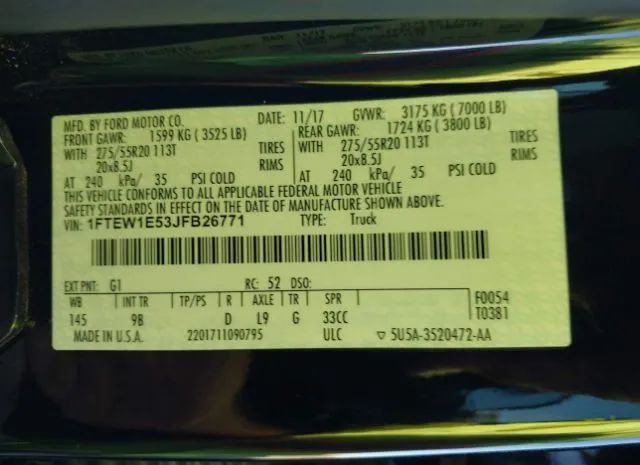 MFD. BY FORD MOTOR CO. DATE: 11/17 GVWR: 3175 KG ( 7000 LB)
FRONT GAWR: 1599 KG ( 3525 LB) REAR GAWR: 1724 KG ( 3800 LB)
WITH 275/55R20 113T TIRES WITH 275/55R20 113T TIRES
20x8.5J RIMS 20x8.5J RIMS
AT 240 kPa/ 35 PSI COLD AT 240 kPa/ 35 PSI COLD
THIS VEHICLE CONFORMS TO ALL APPLICABLE FEDERAL MOTOR VEHICLE
SAFETY STANDARDS IN EFFECT ON THE DATE OF MANUFACTURE SHOWN ABOVE.
VIN: 1FTEW1E53JFB26771 TYPE: Truck
EXT PNT: G1 RC: 52 DSO:
WB INT TR TP/PS R AXLE TR SPR F0054
145 9B D L9 G 33CC T0381
MADE IN U.S.A. 2201711090795 ULC ▽ 5U5A-3520472-AA